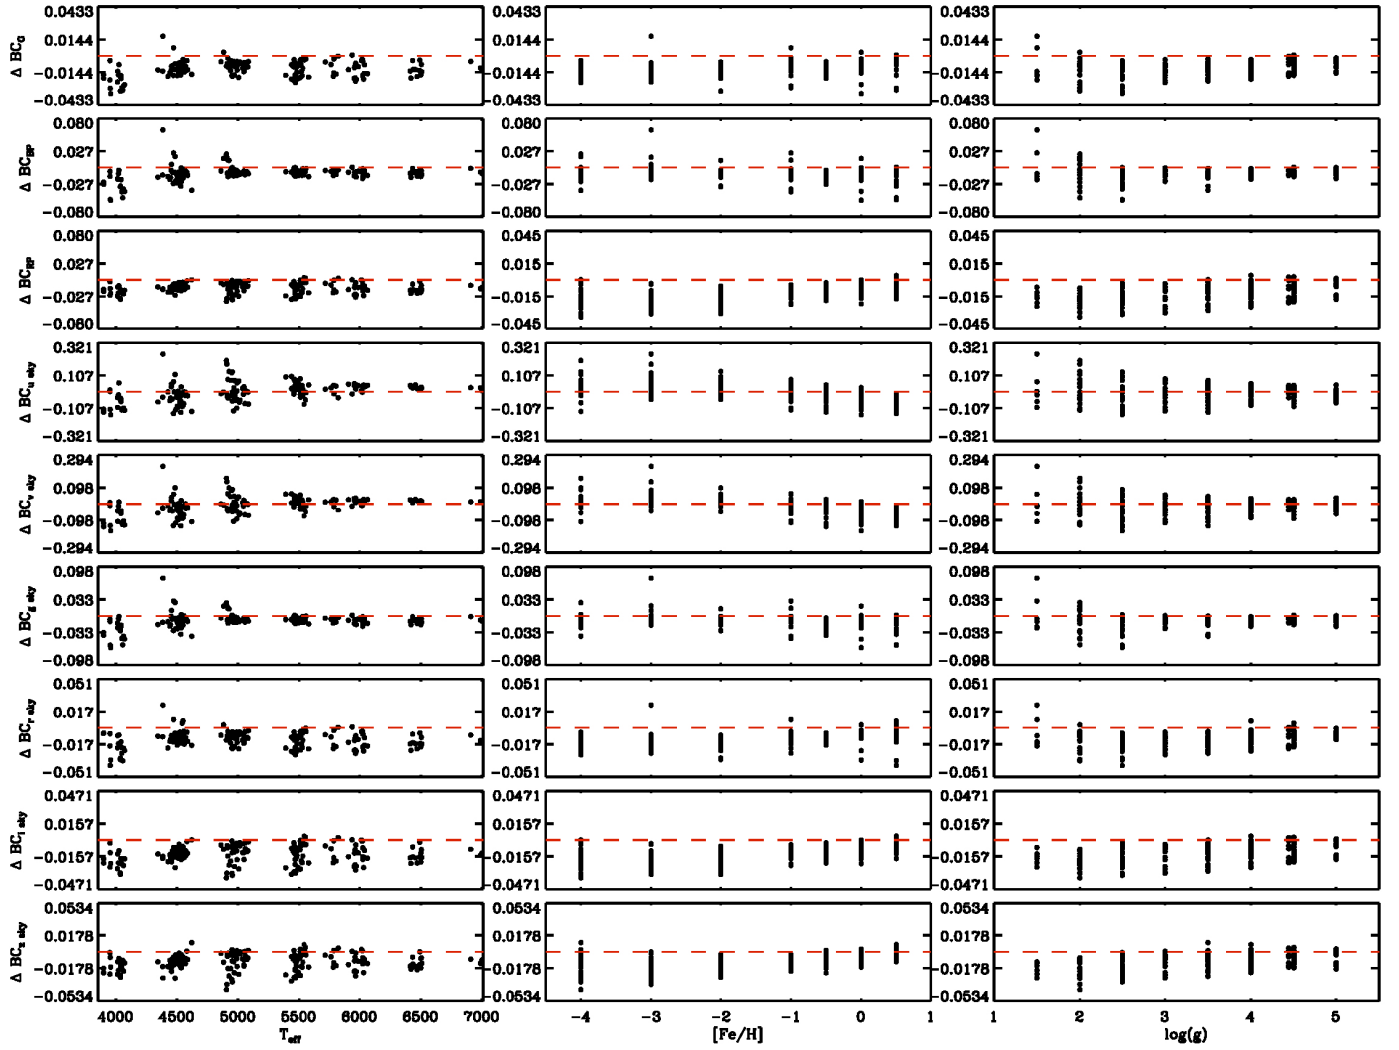 0.0433 0.0433 0.0433
0.0144 0.0144 0.0144
Δ BC_G
-0.0144 -0.0144 -0.0144
-0.0433 -0.0433 -0.0433
0.080 0.080 0.080
0.027 0.027 0.027
Δ BC_BP
-0.027 -0.027 -0.027
-0.080 -0.080 -0.080
0.080 0.045 0.045
0.027 0.015 0.015
Δ BC_RP
-0.027 -0.015 -0.015
-0.080 -0.045 -0.045
0.321 0.321 0.321
0.107 0.107 0.107
Δ BC_u sky
-0.107 -0.107 -0.107
-0.321 -0.321 -0.321
0.294 0.294 0.294
0.098 0.098 0.098
Δ BC_v sky
-0.098 -0.098 -0.098
-0.294 -0.294 -0.294
0.098 0.098 0.098
0.033 0.033 0.033
Δ BC_g sky
-0.033 -0.033 -0.033
-0.098 -0.098 -0.098
0.051 0.051 0.051
0.017 0.017 0.017
Δ BC_r sky
-0.017 -0.017 -0.017
-0.051 -0.051 -0.051
0.0471 0.0471 0.0471
0.0157 0.0157 0.0157
Δ BC_i sky
-0.0157 -0.0157 -0.0157
-0.0471 -0.0471 -0.0471
0.0534 0.0534 0.0534
0.0178 0.0178 0.0178
Δ BC_z sky
-0.0178 -0.0178 -0.0178
-0.0534 -0.0534 -0.0534
4000 4500 5000 5500 6000 6500 7000 -4 -3 -2 -1 0 1 1 2 3 4 5
T_eff [Fe/H] log(g)